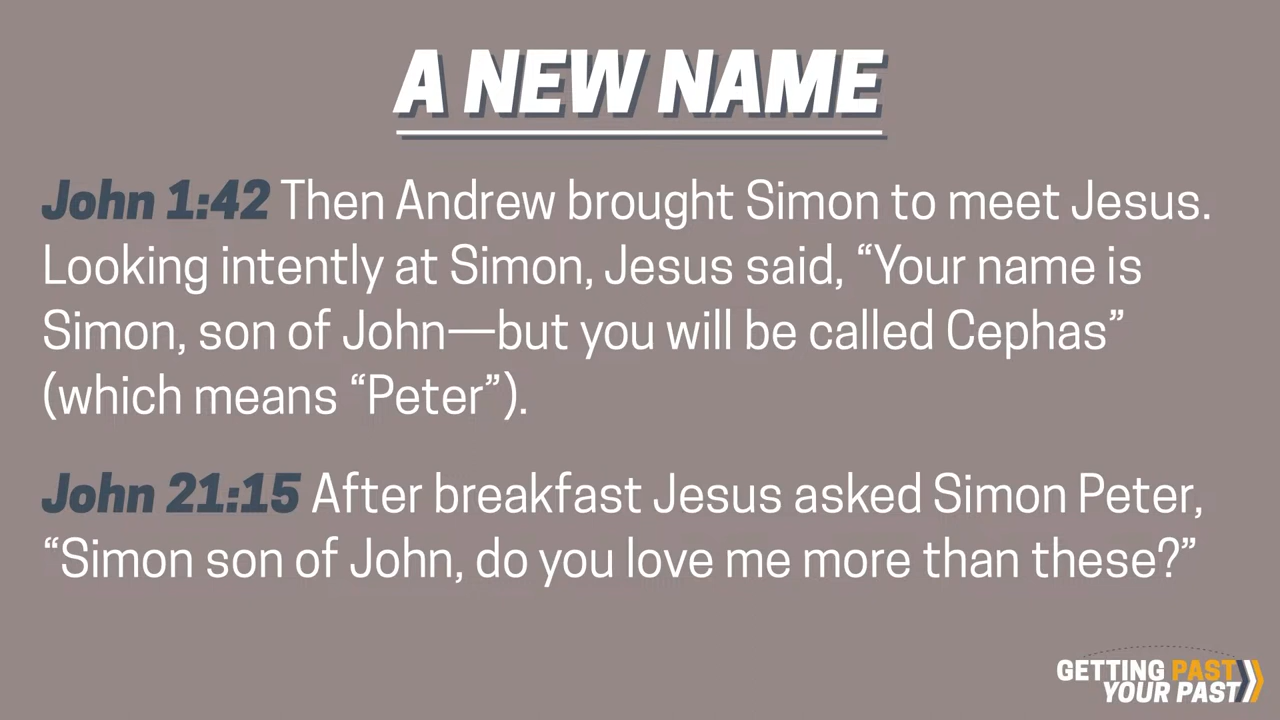 A NEW NAME
John 1:42 Then Andrew brought Simon to meet Jesus.
Looking intently at Simon, Jesus said, “Your name is
Simon, son of John—but you will be called Cephas”
(which means “Peter”).
John 21:15 After breakfast Jesus asked Simon Peter,
“Simon son of John, do you love me more than these?”
GETTING PAST
YOUR PAST